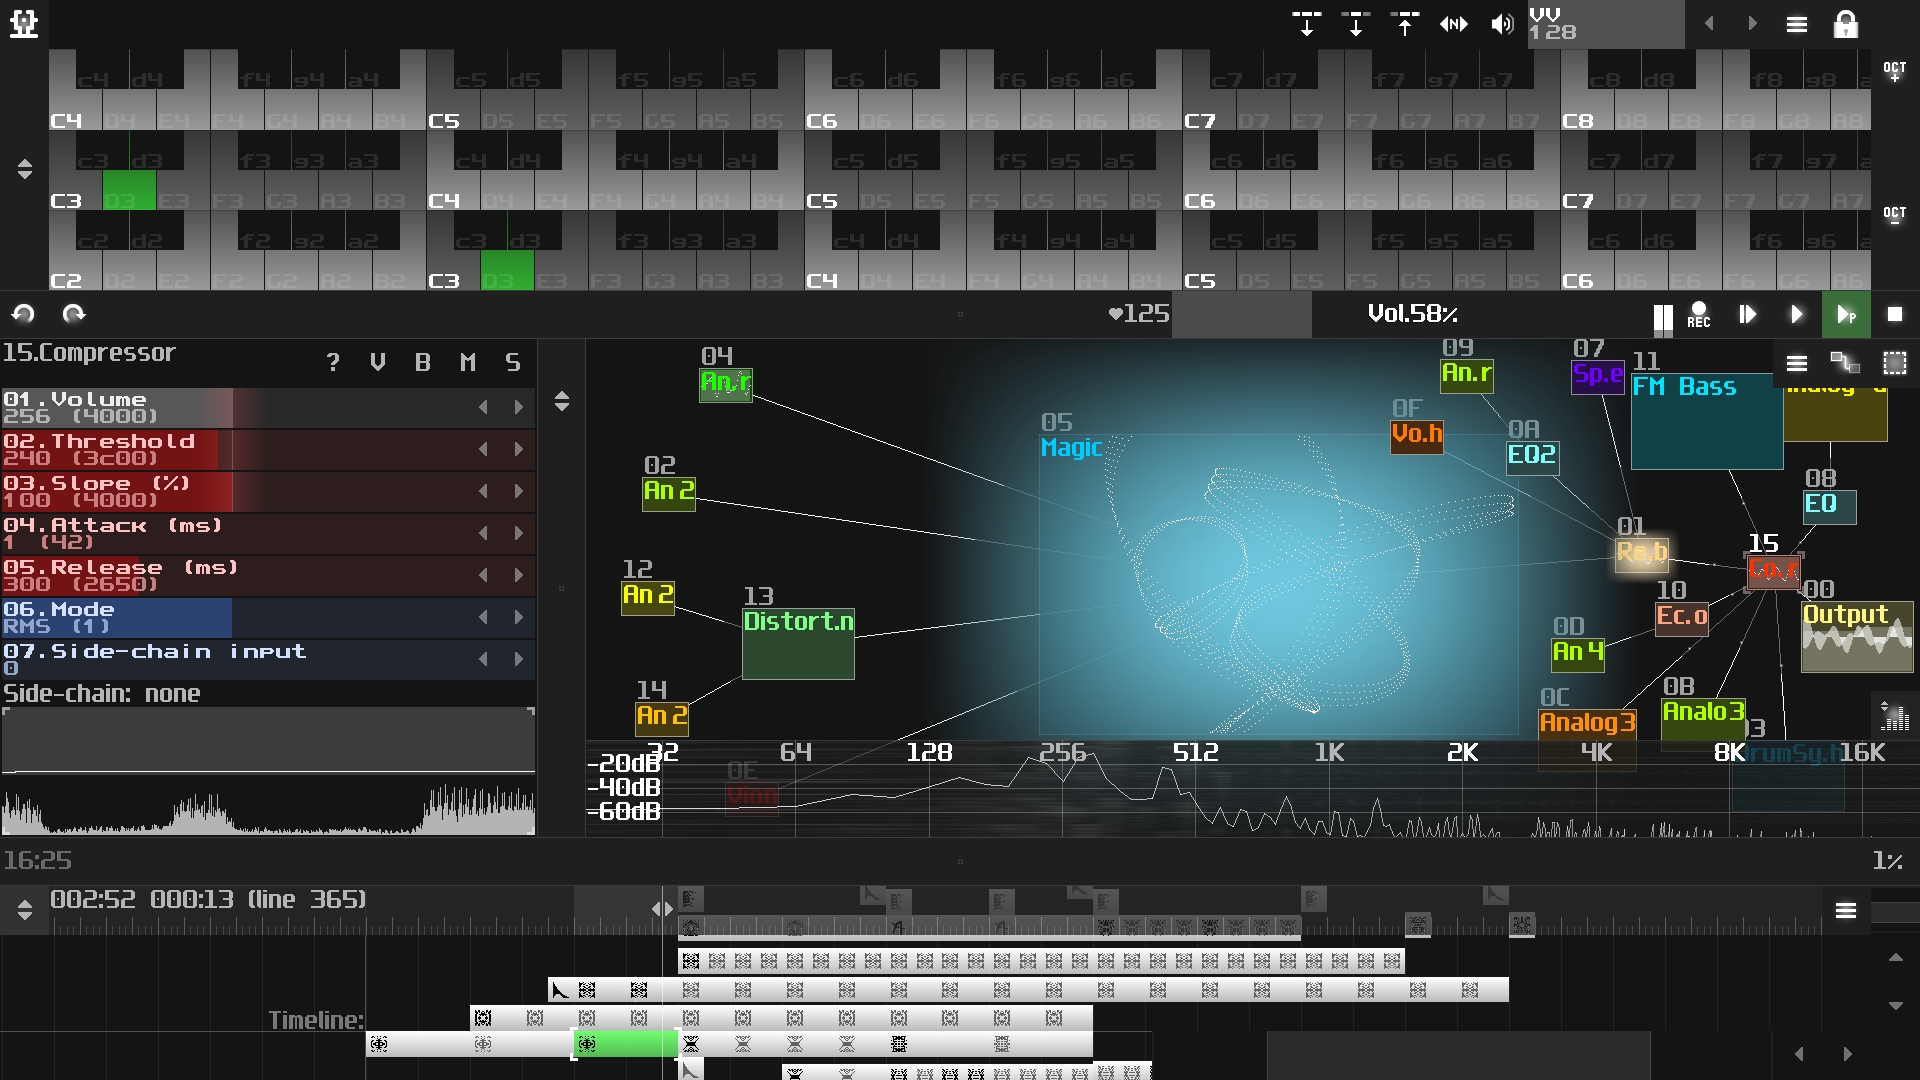 VV
128
c4 d4 f4 g4 a4 c5 d5 f5 g5 a5 c6 d6 f6 g6 a6 c7 d7 f7 g7 a7 c8 d8 f8 g8 a
OCT
+
C4 D4 E4 F4 G4 A4 B4 C5 D5 E5 F5 G5 A5 B5 C6 D6 E6 F6 G6 A6 B6 C7 D7 E7 F7 G7 A7 B7 C8 D8 E8 F8 G8 A8
c3 d3 f3 g3 a3 c4 d4 f4 g4 a4 c5 d5 f5 g5 a5 c6 d6 f6 g6 a6 c7 d7 f7 g7 a
C3 D3 E3 F3 G3 A3 B3 C4 D4 E4 F4 G4 A4 B4 C5 D5 E5 F5 G5 A5 B5 C6 D6 E6 F6 G6 A6 B6 C7 D7 E7 F7 G7 A7
OCT
-
c2 d2 f2 g2 a2 c3 d3 f3 g3 a3 c4 d4 f4 g4 a4 c5 d5 f5 g5 a5 c6 d6 f6 g6 a
C2 D2 E2 F2 G2 A2 B2 C3 D3 E3 F3 G3 A3 B3 C4 D4 E4 F4 G4 A4 B4 C5 D5 E5 F5 G5 A5 B5 C6 D6 E6 F6 G6 A6
♥125
Vol.58%
REC
P
15.Compressor
? V B M S
01.Volume
256 (4000)
02.Threshold
240 (3c00)
03.Slope (%)
100 (4000)
04.Attack (ms)
1 (42)
05.Release (ms)
300 (2650)
06.Mode
RMS (1)
07.Side-chain input
0
Side-chain: none
04
An.r
02
An 2
12
An 2
13
Distort.n
14
An 2
05
Magic
09
An.r
0F
Vo.h
0A
EQ2
07
Sp.e
11
FM Bass
08
EQ
01
Re.b
15
Co.r
10
Ec.o
00
Output
0D
An 4
0C
Analog3
0B
Analo3
03
DrumSy.h
0E
32 64 128 256 512 1K 2K 4K 8K 16K
-20dB
-40dB
-60dB
16:25
1%
002:52 000:13 (line 365)
Timeline: